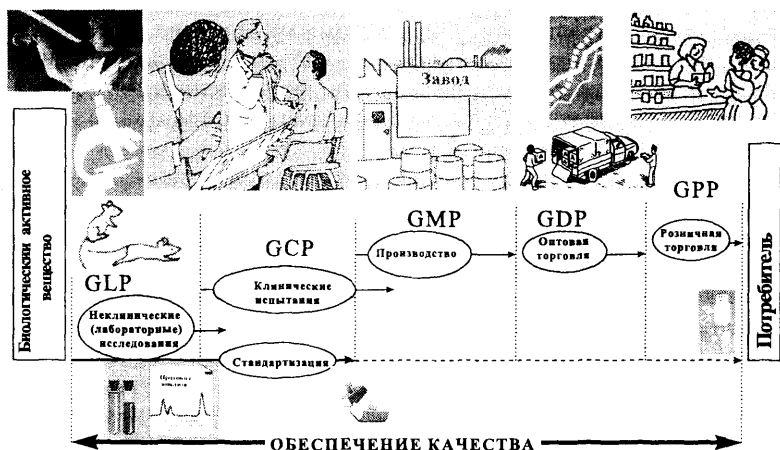 Завод
Биологически активное
вещество
GLP
GCP
GMP
GDP
GPP
Неклинические
(лабораторные)
исследования
Клинические
испытания
Стандартизация
Производство
Оптовая
торговля
Розничная
торговля
Потребитель
ОБЕСПЕЧЕНИЕ КАЧЕСТВА